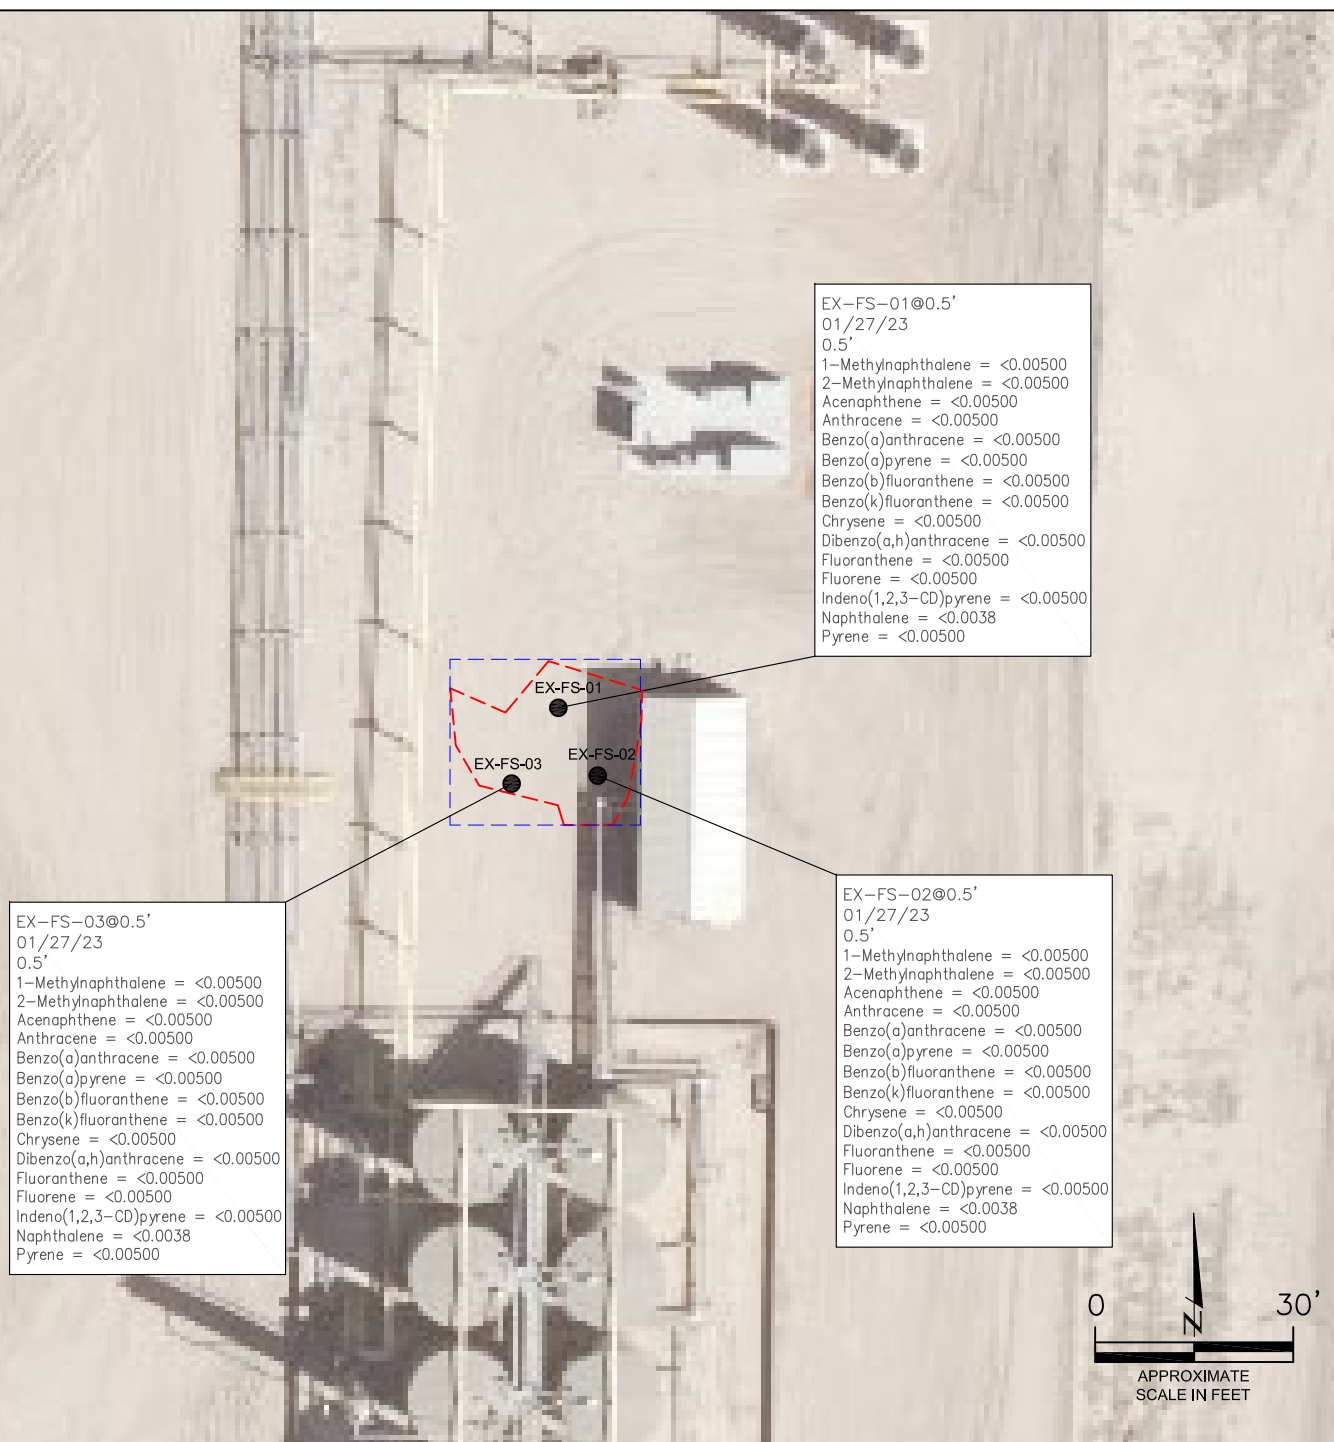 EX-FS-01@0.5'
01/27/23
0.5'
1-Methylnaphthalene = <0.00500
2-Methylnaphthalene = <0.00500
Acenaphthene = <0.00500
Anthracene = <0.00500
Benzo(a)anthracene = <0.00500
Benzo(a)pyrene = <0.00500
Benzo(b)fluoranthene = <0.00500
Benzo(k)fluoranthene = <0.00500
Chrysene = <0.00500
Dibenzo(a,h)anthracene = <0.00500
Fluoranthene = <0.00500
Fluorene = <0.00500
Indeno(1,2,3-CD)pyrene = <0.00500
Naphthalene = <0.0038
Pyrene = <0.00500
EX-FS-01
EX-FS-02
EX-FS-03
EX-FS-03@0.5'
01/27/23
0.5'
1-Methylnaphthalene = <0.00500
2-Methylnaphthalene = <0.00500
Acenaphthene = <0.00500
Anthracene = <0.00500
Benzo(a)anthracene = <0.00500
Benzo(a)pyrene = <0.00500
Benzo(b)fluoranthene = <0.00500
Benzo(k)fluoranthene = <0.00500
Chrysene = <0.00500
Dibenzo(a,h)anthracene = <0.00500
Fluoranthene = <0.00500
Fluorene = <0.00500
Indeno(1,2,3-CD)pyrene = <0.00500
Naphthalene = <0.0038
Pyrene = <0.00500
EX-FS-02@0.5'
01/27/23
0.5'
1-Methylnaphthalene = <0.00500
2-Methylnaphthalene = <0.00500
Acenaphthene = <0.00500
Anthracene = <0.00500
Benzo(a)anthracene = <0.00500
Benzo(a)pyrene = <0.00500
Benzo(b)fluoranthene = <0.00500
Benzo(k)fluoranthene = <0.00500
Chrysene = <0.00500
Dibenzo(a,h)anthracene = <0.00500
Fluoranthene = <0.00500
Fluorene = <0.00500
Indeno(1,2,3-CD)pyrene = <0.00500
Naphthalene = <0.0038
Pyrene = <0.00500
0 30'
N
APPROXIMATE
SCALE IN FEET